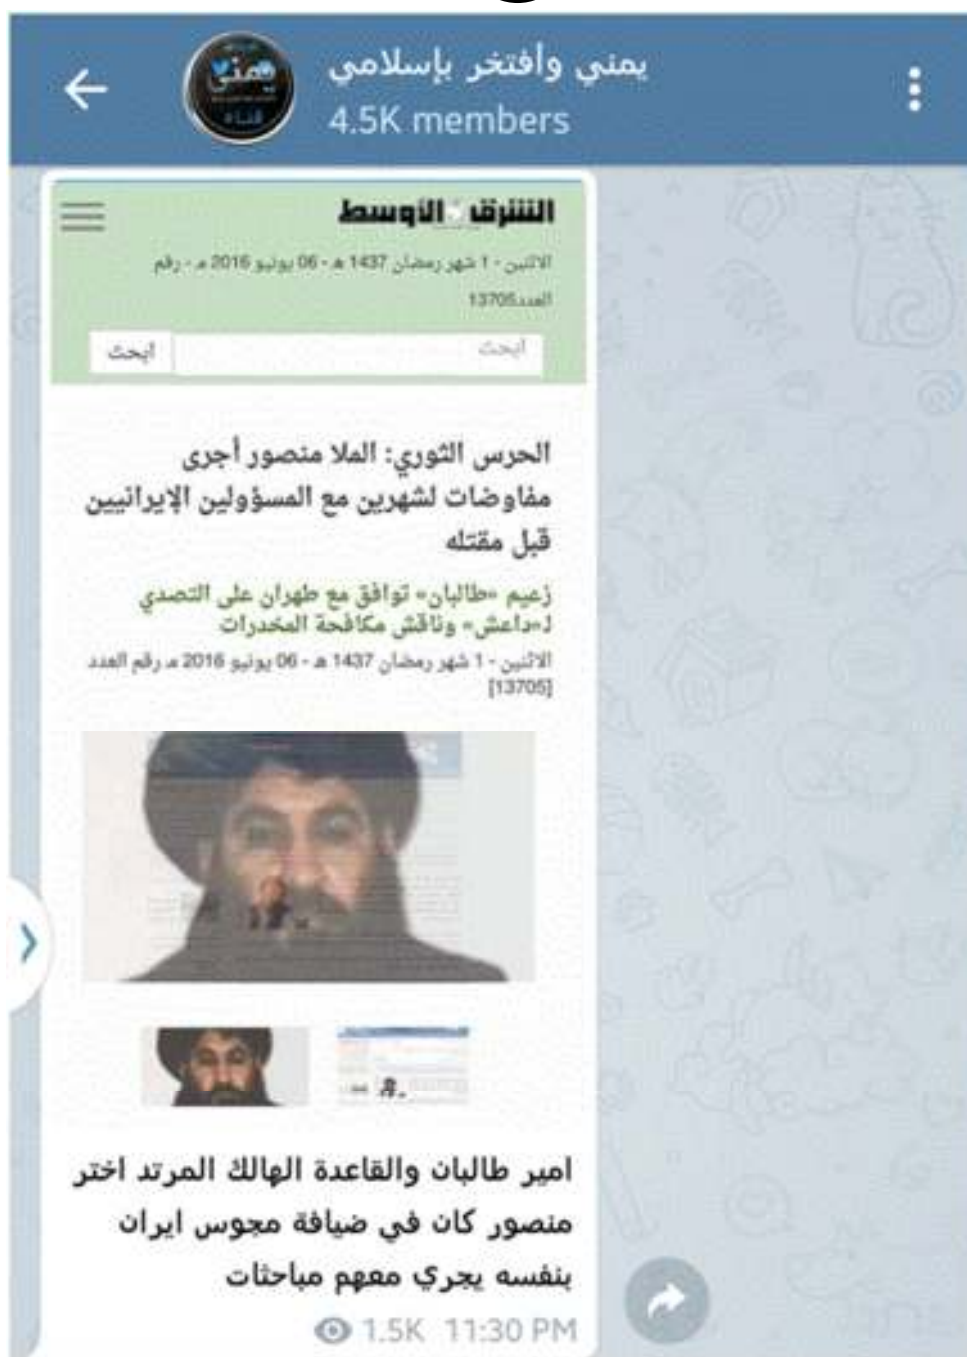 يمني وأفتخر بإسلامي
4.5K members
يمني
قناة
الشرق الأوسط
الاثنين - 1 شهر رمضان 1437 هـ - 06 يونيو 2016 مـ - رقم
العدد13705
ابحث
ابحث
الحرس الثوري: الملا منصور أجرى
مفاوضات لشهرين مع المسؤولين الإيرانيين
قبل مقتله
زعيم «طالبان» توافق مع طهران على التصدي
لـ«داعش» وناقش مكافحة المخدرات
الاثنين - 1 شهر رمضان 1437 هـ - 06 يونيو 2016 مـ رقم العدد
[13705]
امير طالبان والقاعدة الهالك المرتد اختر
منصور كان في ضيافة مجوس ايران
بنفسه يجري معهم مباحثات
1.5K 11:30 PM